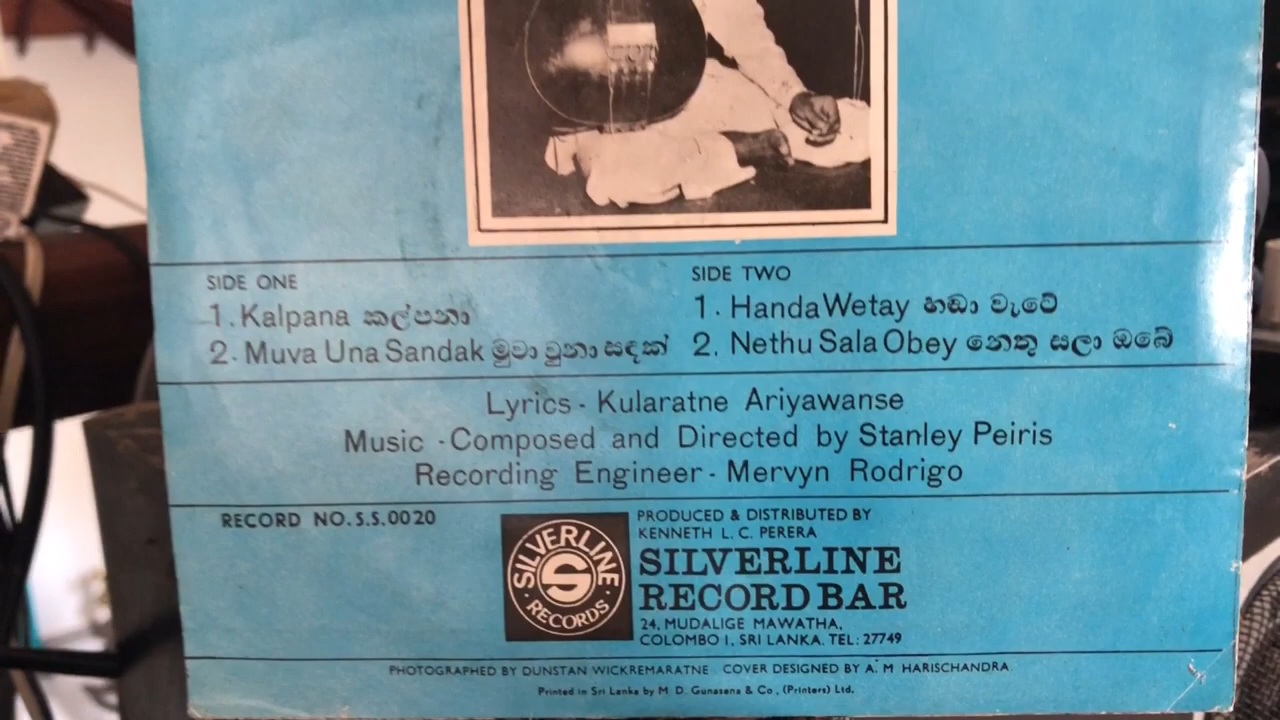 SIDE ONE
1. Kalpana කල්පනා
2. Muva Una Sandak මුවා වූනා සඳක්
SIDE TWO
1. Handa Wetay හඬා වැටේ
2. Nethu Sala Obey නෙතු සලා ඔබේ
Lyrics - Kularatne Ariyawanse
Music - Composed and Directed by Stanley Peiris
Recording Engineer - Mervyn Rodrigo
RECORD NO. S.S. 0020
SILVERLINE
S
RECORDS
PRODUCED & DISTRIBUTED BY
KENNETH L. C. PERERA
SILVERLINE
RECORD BAR
24, MUDALIGE MAWATHA,
COLOMBO 1, SRI LANKA. TEL: 27749
PHOTOGRAPHED BY DUNSTAN WICKREMARATNE COVER DESIGNED BY A. M HARISCHANDRA
Printed in Sri Lanka by M D. Gunasena & Co., (Printers) Ltd.